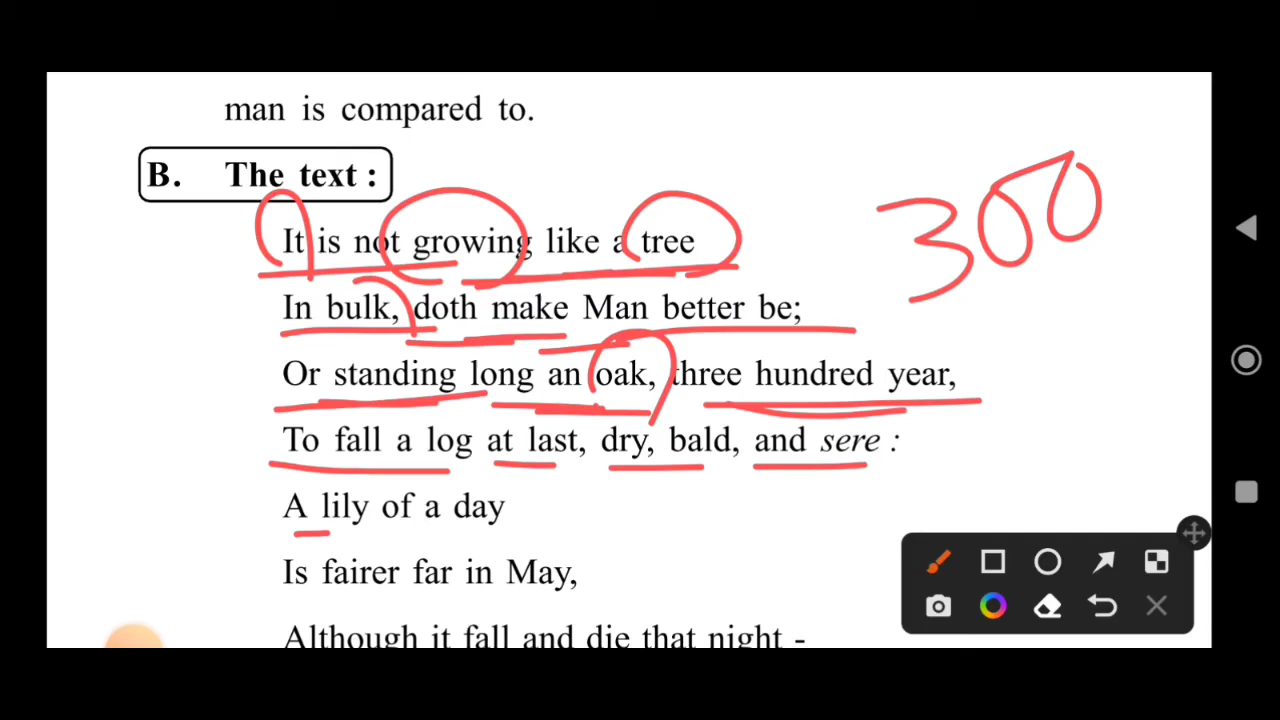 man is compared to.
B. The text :
It is not growing like a tree
In bulk, doth make Man better be;
Or standing long an oak, three hundred year,
To fall a log at last, dry, bald, and sere :
A lily of a day
Is fairer far in May,
Although it fall and die that night -
300